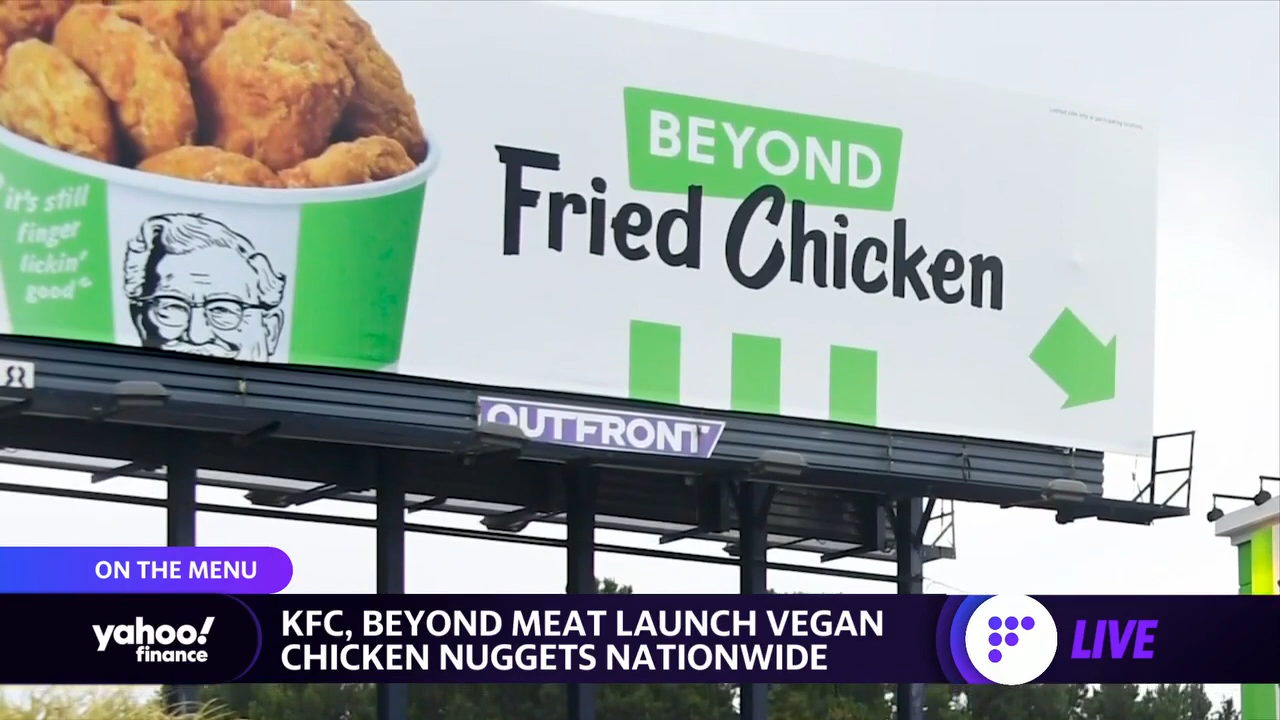 BEYOND
Fried Chicken
it's still
finger
lickin'
good
OUTFRONT
ON THE MENU
yahoo!
finance
KFC, BEYOND MEAT LAUNCH VEGAN
CHICKEN NUGGETS NATIONWIDE
LIVE